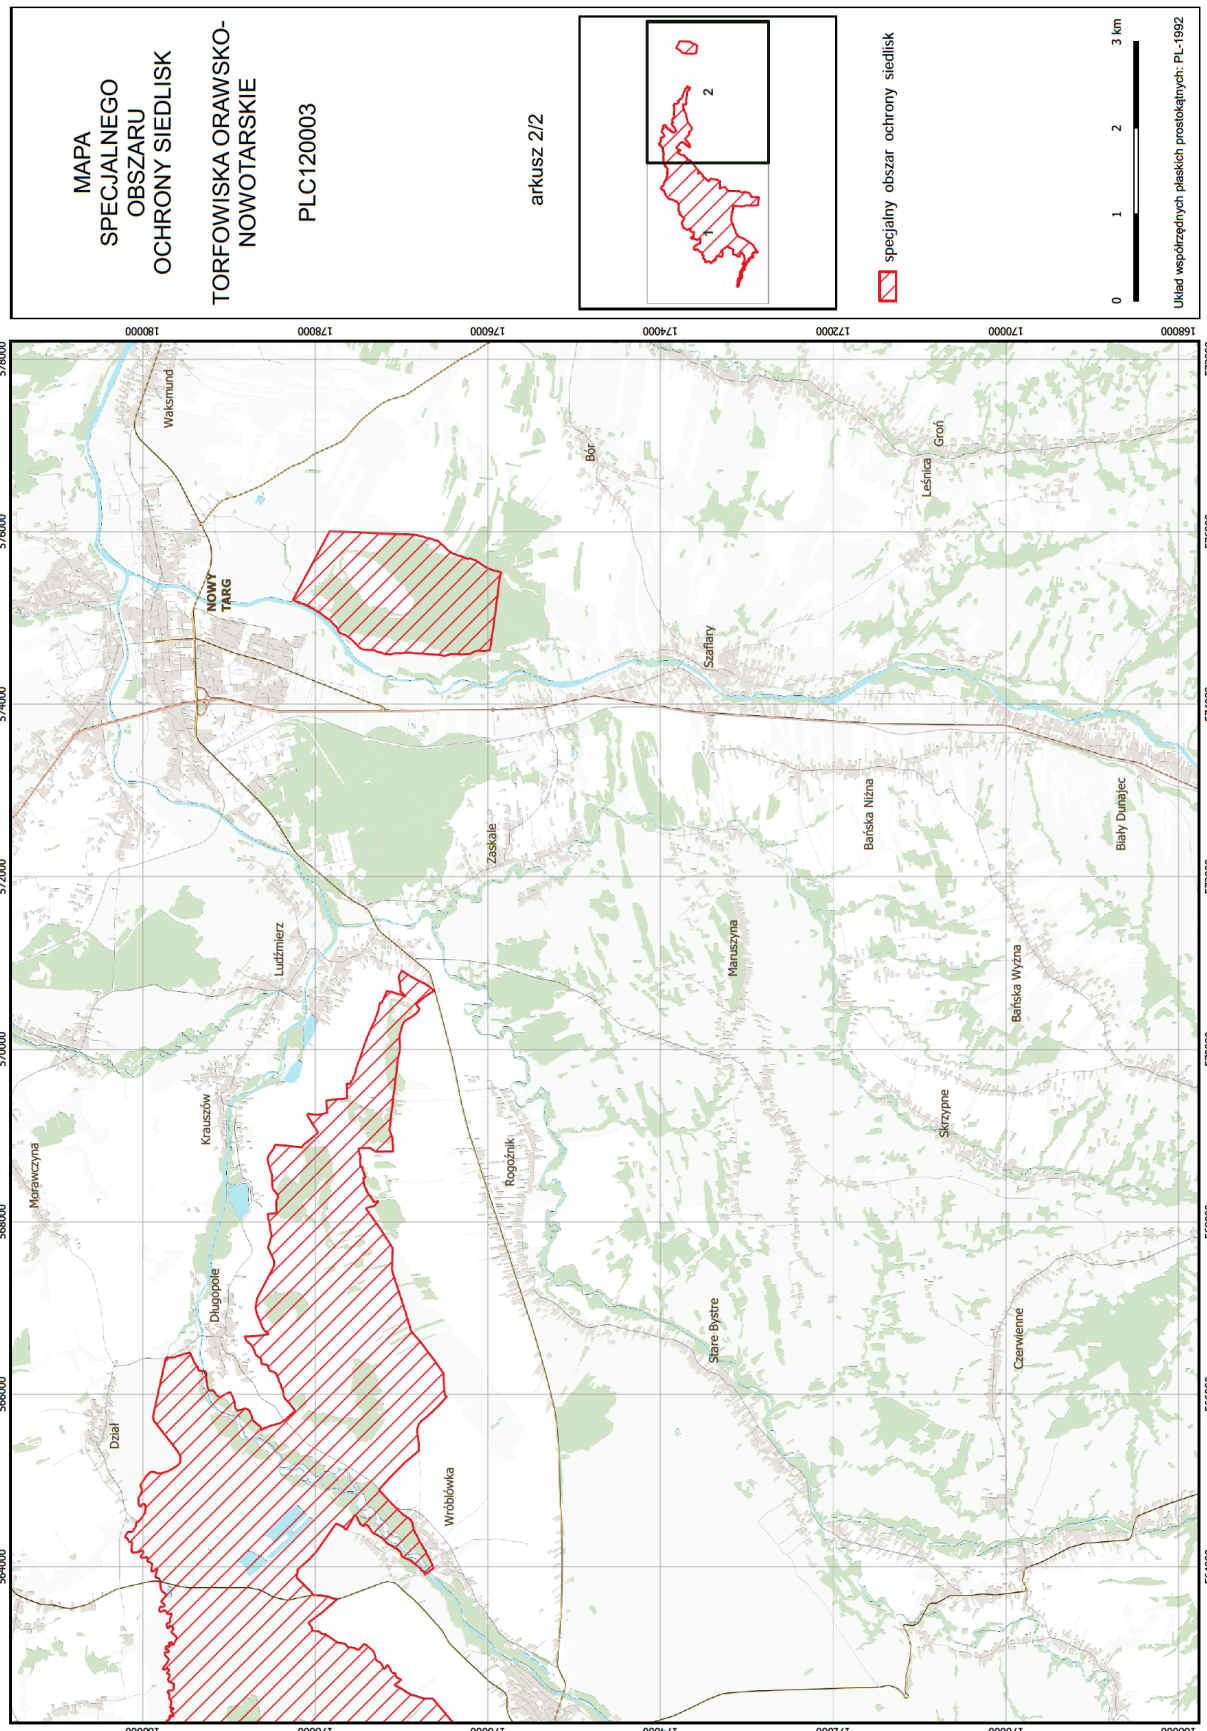 MAPA
SPECJALNEGO
OBSZARU
OCHRONY SIEDLISK
TORFOWISKA ORAWSKO-
NOWOTARSKIE
PLC120003
arkusz 2/2
1
2
specjalny obszar ochrony siedlisk
0 1 2 3 km
Układ współrzędnych płaskich prostokątnych: PL-1992
180000
178000
176000
174000
172000
170000
168000
578000
576000
574000
572000
570000
568000
566000
564000
Waksmund
NOWY
TARG
Bór
Leśnica
Groń
Szaflary
Zaskale
Bańska Niżna
Biały Dunajec
Ludźmierz
Maruszyna
Bańska Wyżna
Morawczyna
Krauszów
Rogoźnik
Skrzypne
Długopole
Stare Bystre
Czerwienne
Dział
Wróblówka